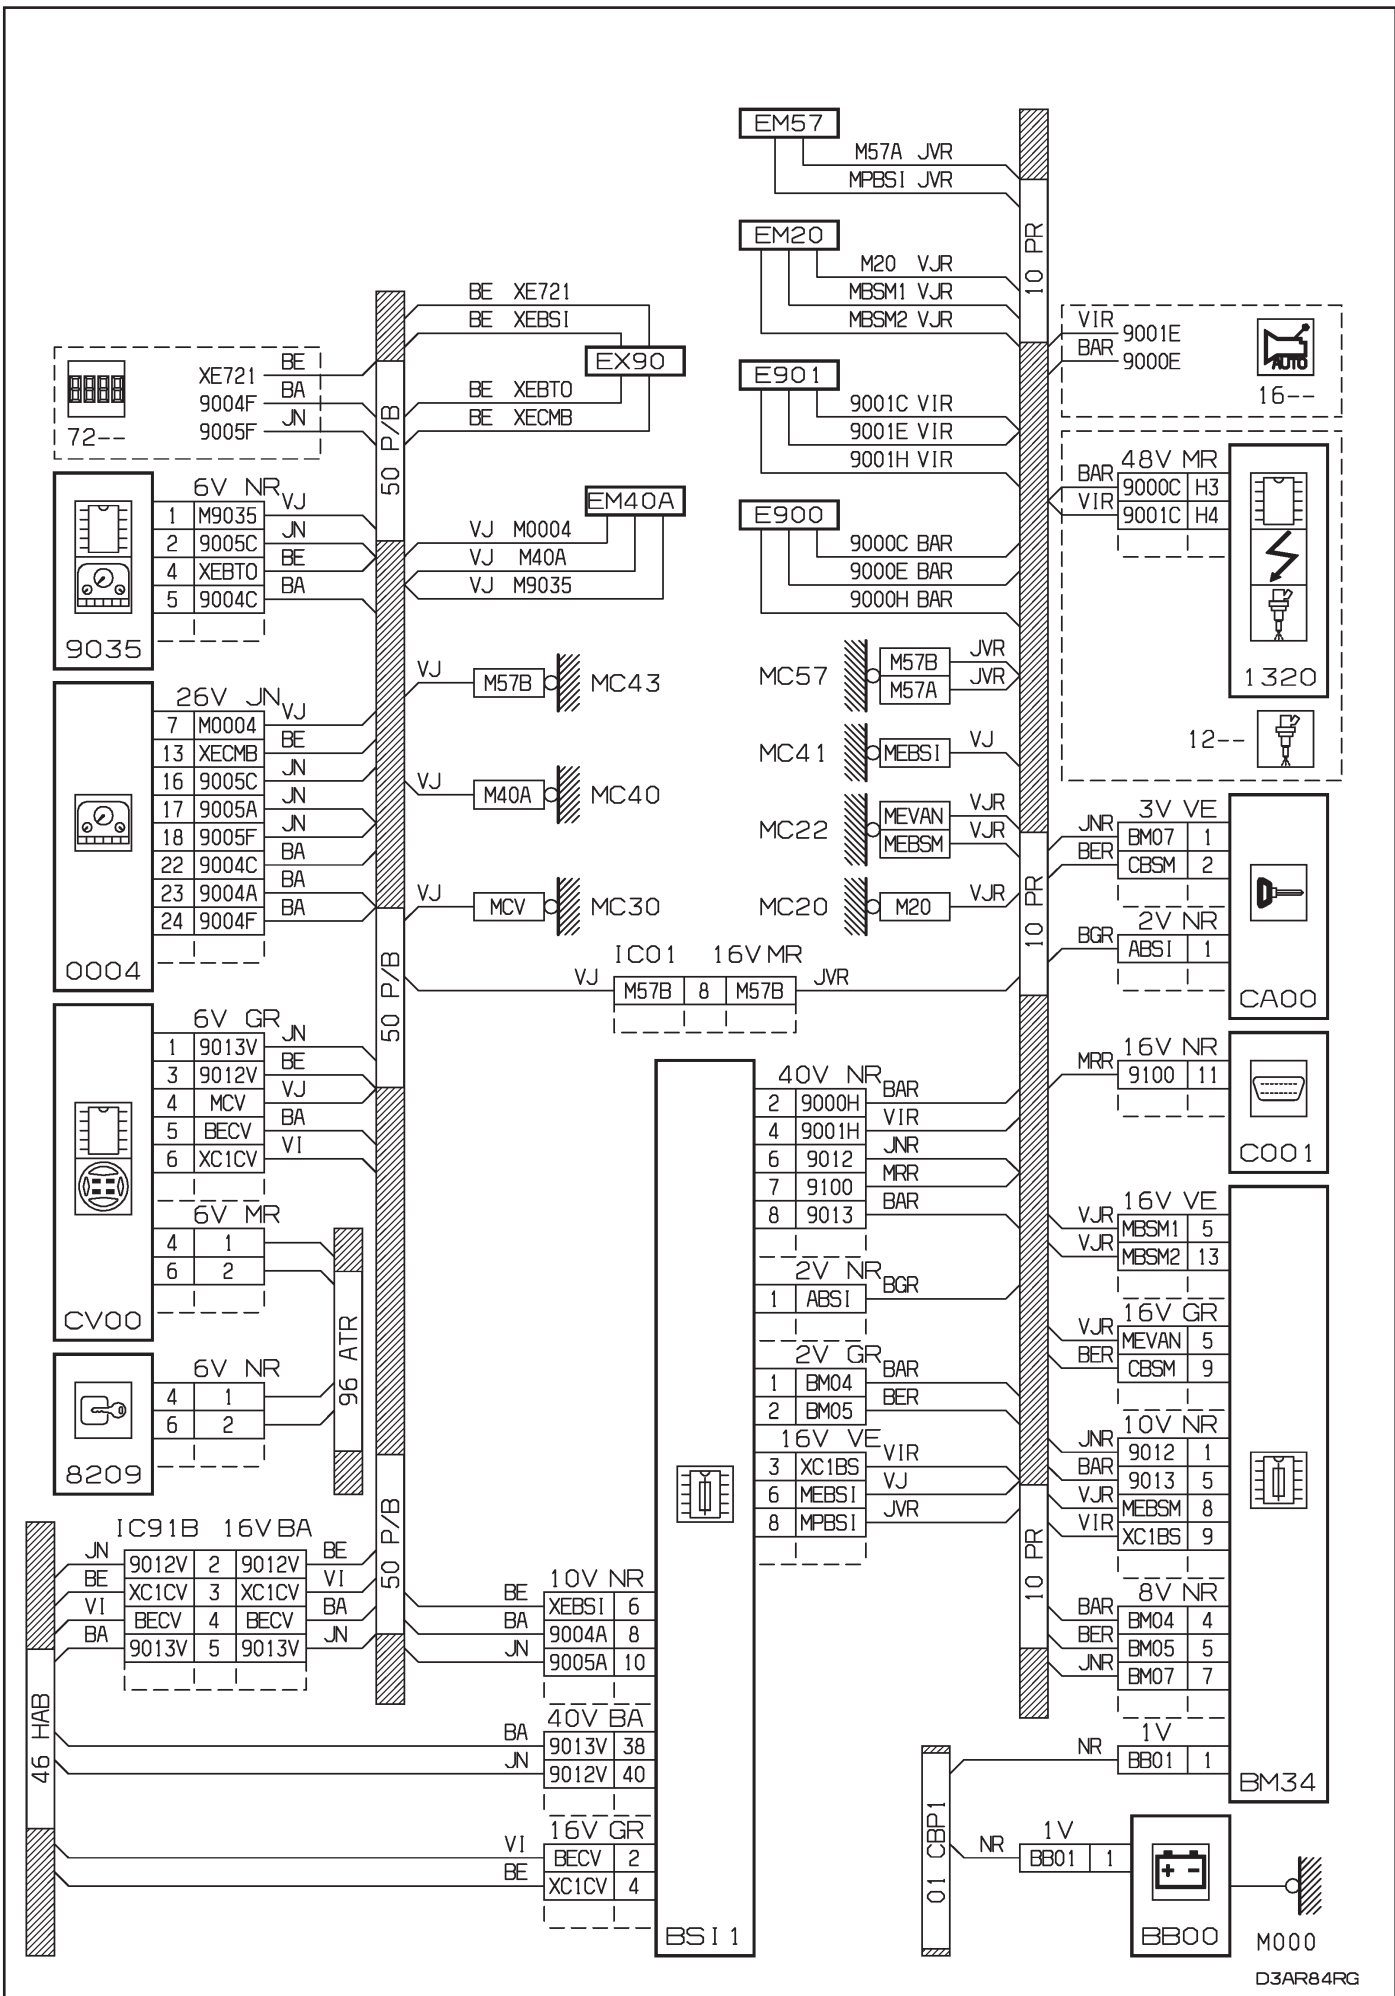 EM57
M57A JVR
MPBSI JVR
EM20
M20 VJR
MBSM1 VJR
MBSM2 VJR
10 PR
E901
9001C VIR
9001E VIR
9001H VIR
E900
9000C BAR
9000E BAR
9000H BAR
BE XE721
BE XEBSI
EX90
BE XEBTO
BE XECMB
EM40A
VJ M0004
VJ M40A
VJ M9035
50 P/B
XE721 BE
9004F BA
9005F JN
72--
VIR 9001E
BAR 9000E
AUTO
16--
6V NR
1 M9035 VJ
2 9005C JN
4 XEBTO BE
5 9004C BA
9035
48V MR
BAR 9000C H3
VIR 9001C H4
1320
12--
26V JN
7 M0004 VJ
13 XECMB BE
16 9005C JN
17 9005A JN
18 9005F JN
22 9004C BA
23 9004A BA
24 9004F BA
0004
VJ M57B MC43
VJ M40A MC40
VJ MCV MC30
MC57 M57B JVR
M57A JVR
MC41 MEBSI VJ
MC22 MEVAN VJR
MEBSM VJR
MC20 M20 VJR
10 PR
50 P/B
IC01 16V MR
VJ M57B 8 M57B JVR
3V VE
JNR BM07 1
BER CBSM 2
2V NR
BGR ABSI 1
CA00
16V NR
MRR 9100 11
C001
6V GR
1 9013V JN
3 9012V BE
4 MCV VJ
5 BECV BA
6 XC1CV VI
6V MR
4 1
6 2
CV00
6V NR
4 1
6 2
8209
96 ATR
40V NR
2 9000H BAR
4 9001H VIR
6 9012 JNR
7 9100 MRR
8 9013 BAR
2V NR
1 ABSI BGR
2V GR
1 BM04 BAR
2 BM05 BER
16V VE
3 XC1BS VIR
6 MEBSI VJ
8 MPBSI JVR
10 PR
16V VE
VJR MBSM1 5
VJR MBSM2 13
16V GR
VJR MEVAN 5
BER CBSM 9
10V NR
JNR 9012 1
BAR 9013 5
VJR MEBSM 8
VIR XC1BS 9
8V NR
BAR BM04 4
BER BM05 5
JNR BM07 7
1V
NR BB01 1
BM34
IC91B 16V BA
JN 9012V 2 9012V BE
BE XC1CV 3 XC1CV VI
VI BECV 4 BECV BA
BA 9013V 5 9013V JN
50 P/B
46 HAB
10V NR
BE XEBSI 6
BA 9004A 8
JN 9005A 10
40V BA
BA 9013V 38
JN 9012V 40
16V GR
VI BECV 2
BE XC1CV 4
BSI1
01 CBP1
1V
NR BB01 1
+ -
BB00
M000
D3AR84RG